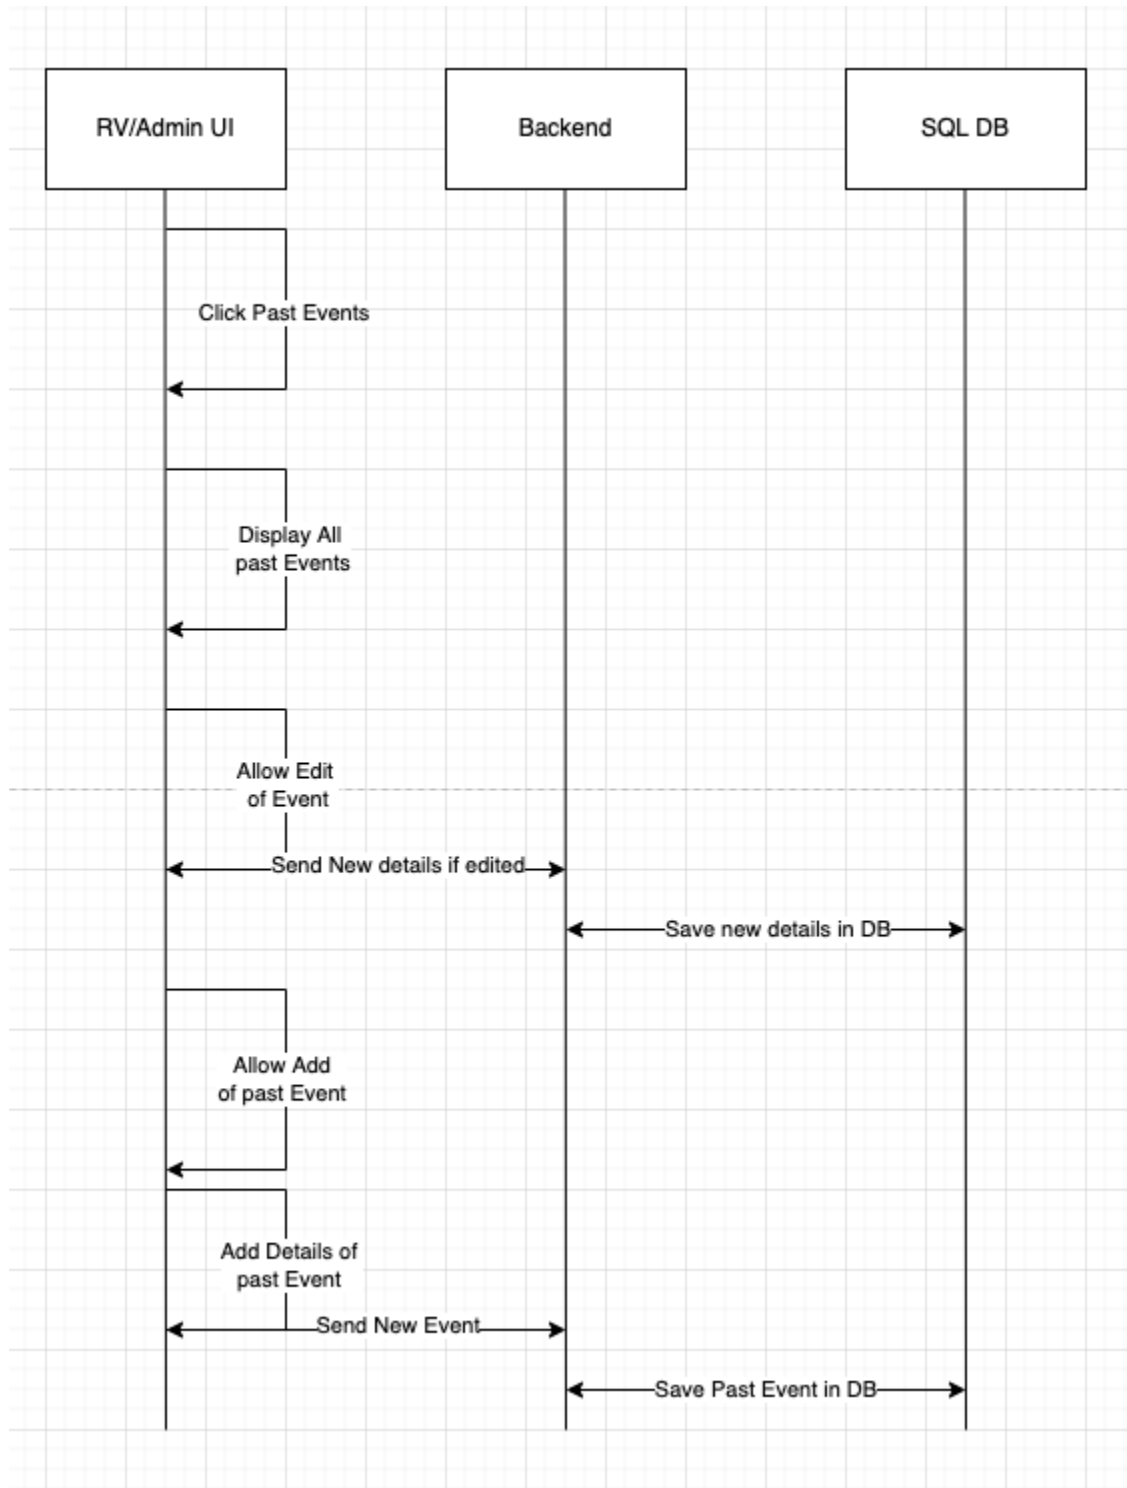 RV/Admin UI
Backend
SQL DB
Click Past Events
Display All
past Events
Allow Edit
of Event
Send New details if edited
Save new details in DB
Allow Add
of past Event
Add Details of
past Event
Send New Event
Save Past Event in DB